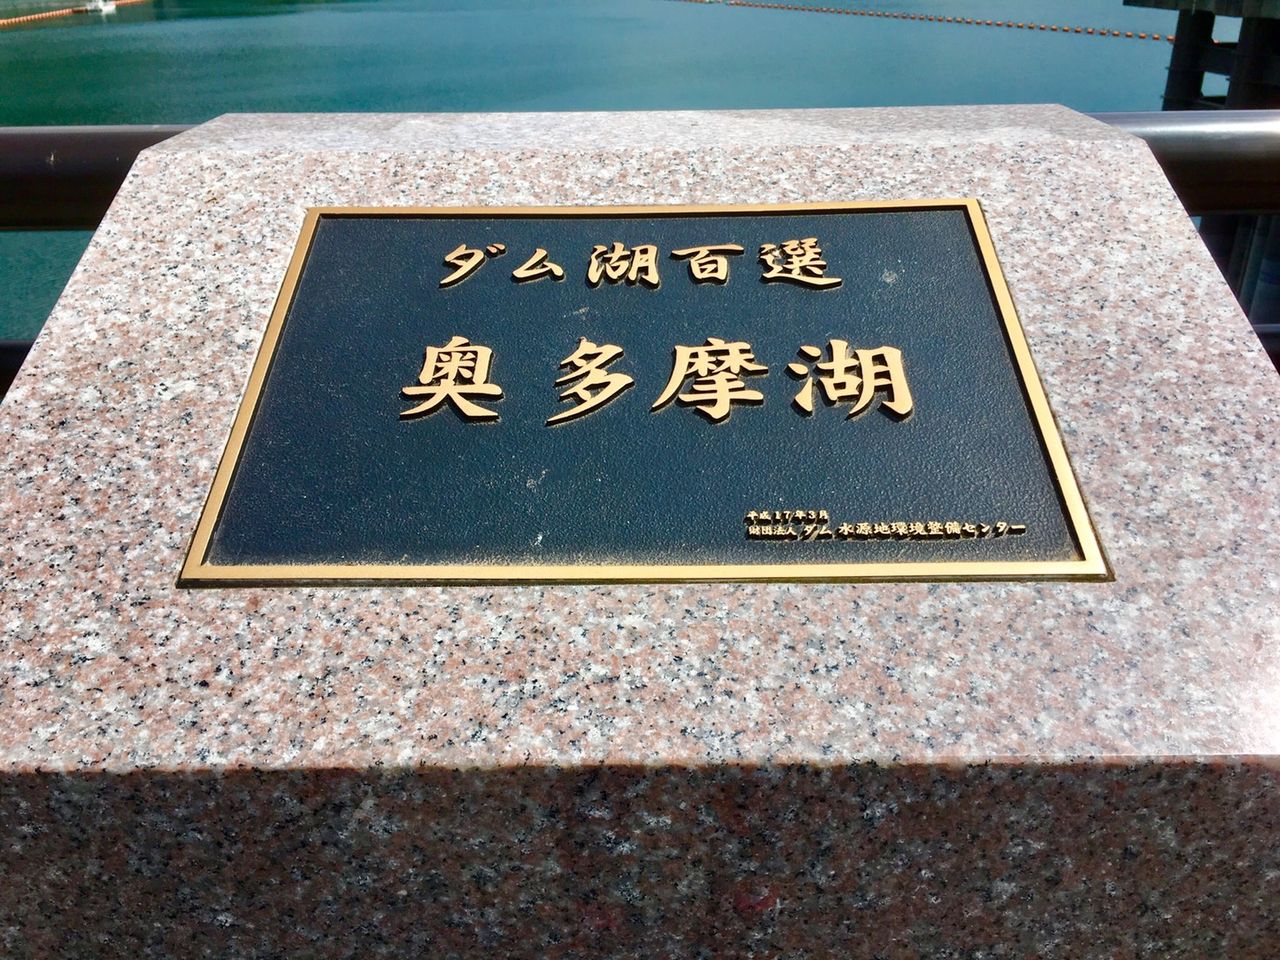 ダム湖百選
奥多摩湖
平成17年3月
財団法人 ダム水源地環境整備センター